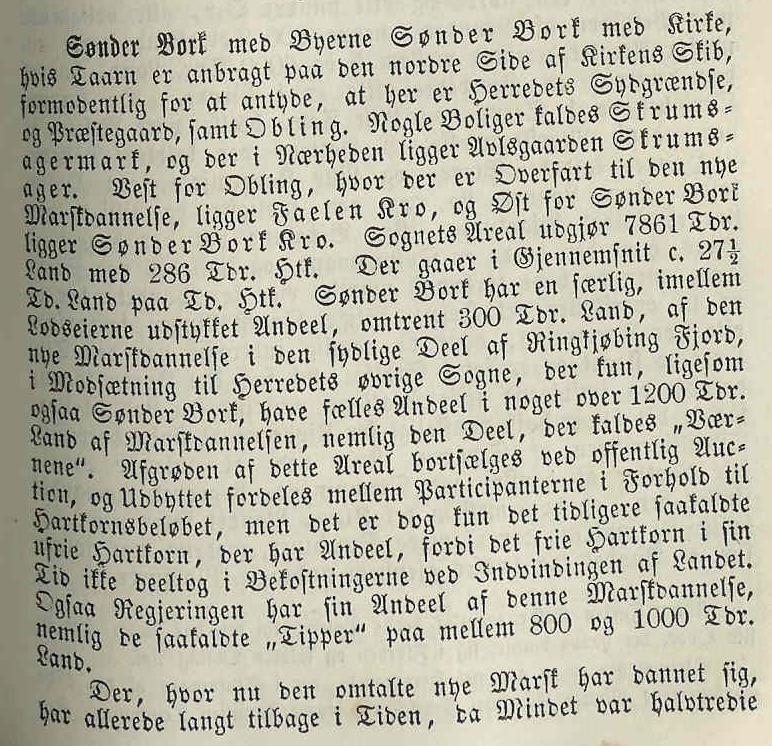 Sønder Bork med Byerne Sønder Bork med Kirke,
hvis Taarn er anbragt paa den nordre Side af Kirkens Skib,
formodentlig for at antyde, at her er Herredets Sydgrændse,
og Præstegaard, samt Obling. Nogle Boliger kaldes Skrums-
agermark, og der i Nærheden ligger Avlsgaarden Skrums-
ager. Vest for Obling, hvor der er Overfart til den nye
Marskdannelse, ligger Faelen Kro, og Øst for Sønder Bork
ligger Sønder Bork Kro. Sognets Areal udgjør 7861 Tdr.
Land med 286 Tdr. Htk. Der gaaer i Gjennemsnit c. 27½
Td. Land paa Td. Htk. Sønder Bork har en særlig, imellem
Lodseierne udstykket Andeel, omtrent 300 Tdr. Land, af den
nye Marskdannelse i den sydlige Deel af Ringkjøbing Fjord,
i Modsætning til Herredets øvrige Sogne, der kun, ligesom
ogsaa Sønder Bork, have fælles Andeel i noget over 1200 Tdr.
Land af Marskdannelsen, nemlig den Deel, der kaldes „Vær-
nene“. Afgrøden af dette Areal bortsælges ved offentlig Auc-
tion, og Udbyttet fordeles mellem Participanterne i Forhold til
Hartkornsbeløbet, men det er dog kun det tidligere saakaldte
ufrie Hartkorn, der har Andeel, fordi det frie Hartkorn i sin
Tid ikke deeltog i Bekostningerne ved Indvindingen af Landet.
Ogsaa Regjeringen har sin Andeel af denne Marskdannelse,
nemlig de saakaldte „Tipper“ paa mellem 800 og 1000 Tdr.
Land.
Der, hvor nu den omtalte nye Marsk har dannet sig,
har allerede langt tilbage i Tiden, da Mindet var halvtredie